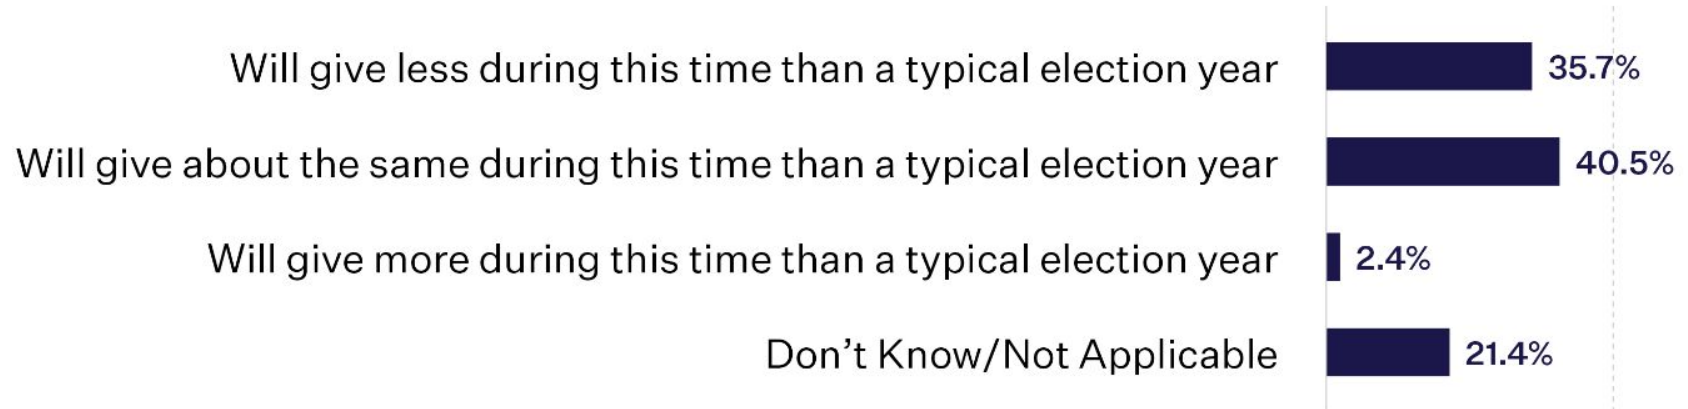 Will give less during this time than a typical election year 35.7%
Will give about the same during this time than a typical election year 40.5%
Will give more during this time than a typical election year 2.4%
Don’t Know/Not Applicable 21.4%